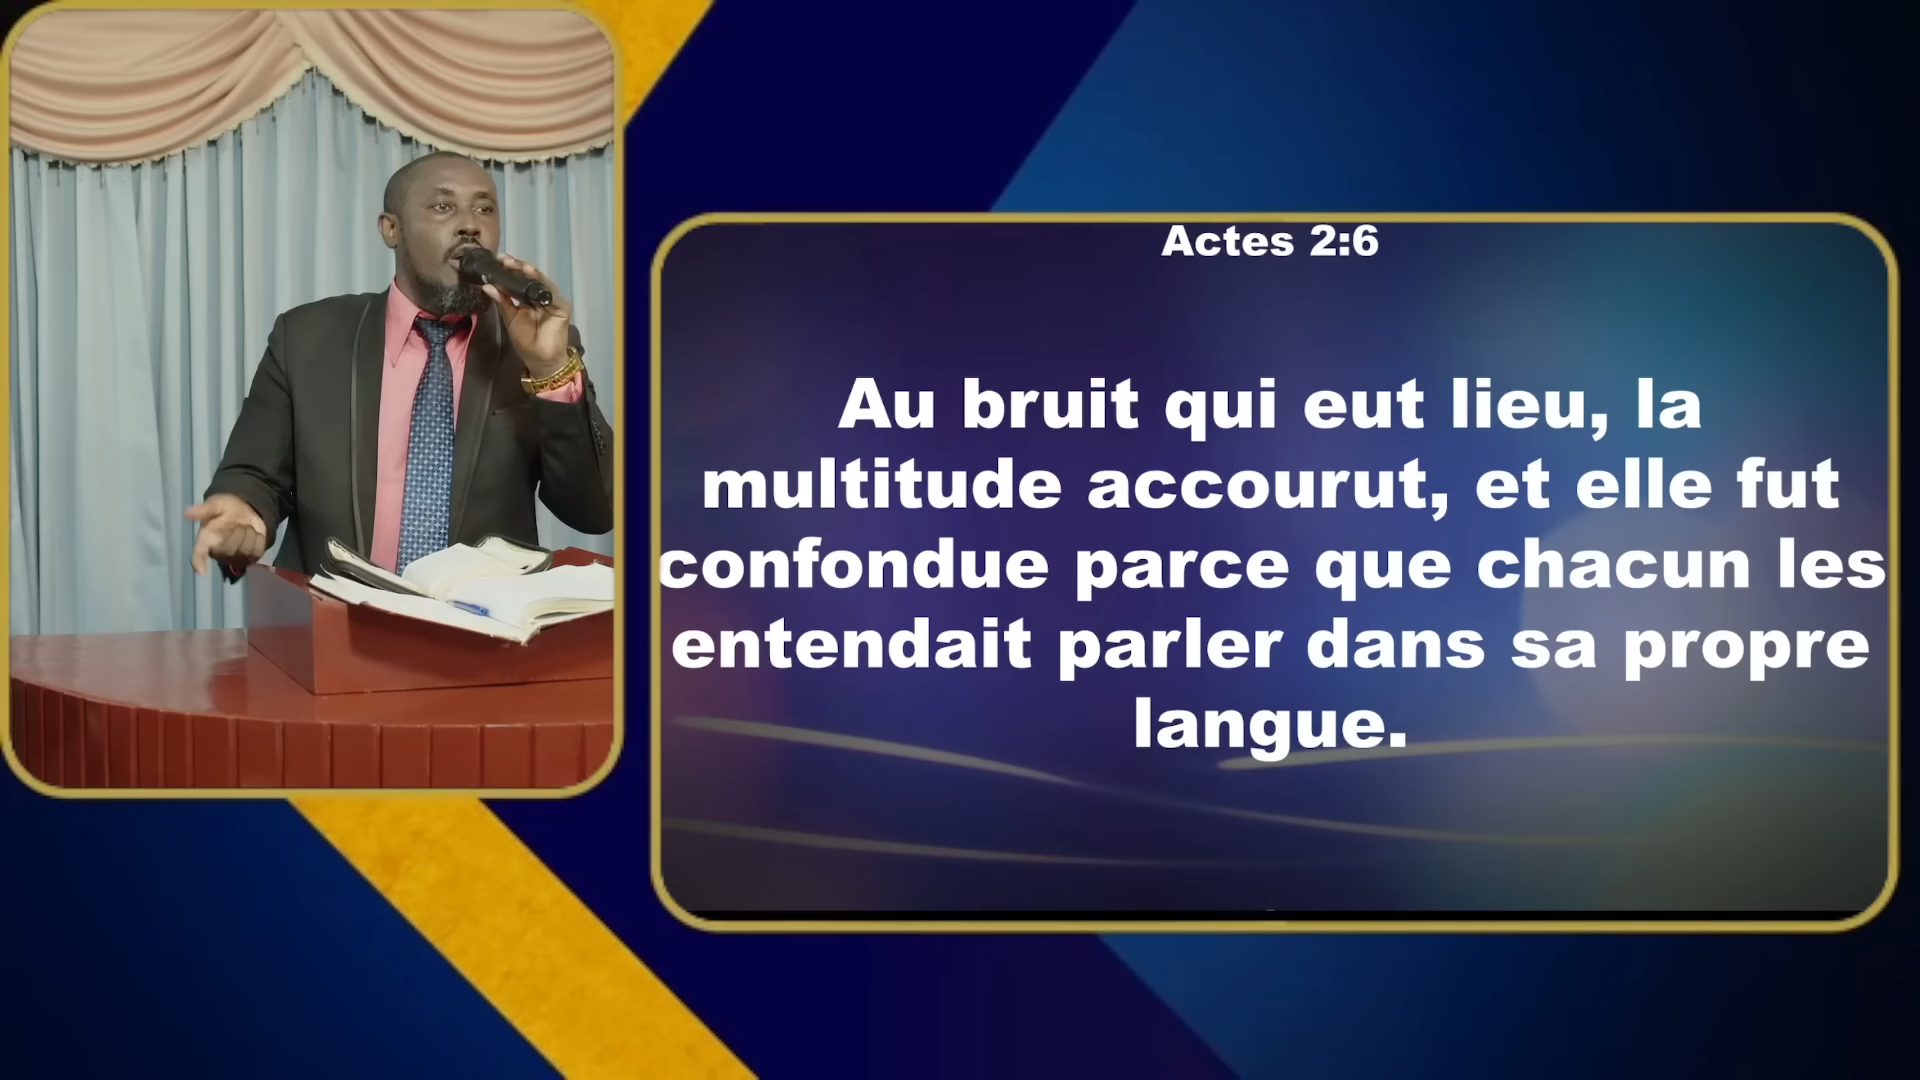 Actes 2:6
Au bruit qui eut lieu, la
multitude accourut, et elle fut
confondue parce que chacun les
entendait parler dans sa propre
langue.